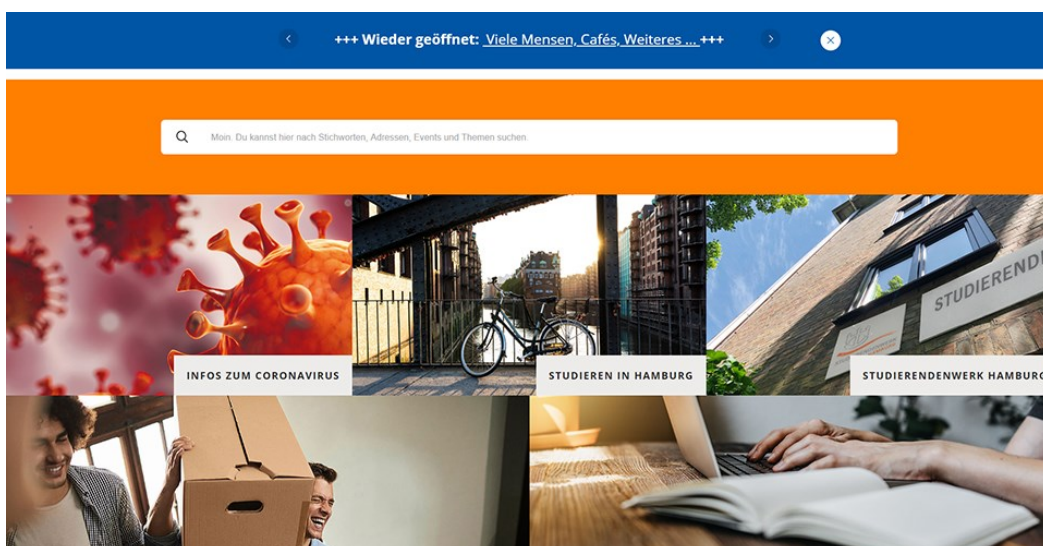 +++ Wieder geöffnet: Viele Mensen, Cafés, Weiteres ... +++
Moin. Du kannst hier nach Stichworten, Adressen, Events und Themen suchen.
STUDIEREND
INFOS ZUM CORONAVIRUS
STUDIEREN IN HAMBURG
STUDIERENDENWERK HAMBURG